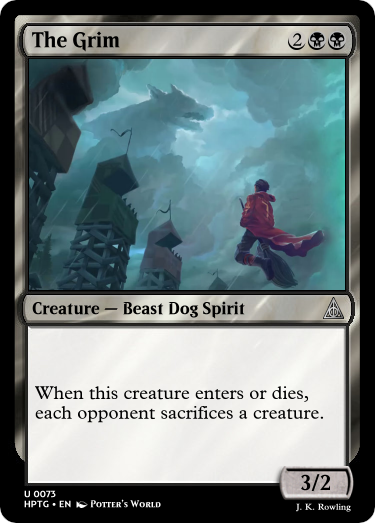 The Grim 2
Creature — Beast Dog Spirit
When this creature enters or dies,
each opponent sacrifices a creature.
3/2
U 0073
HPTG • EN Potter's World
J. K. Rowling